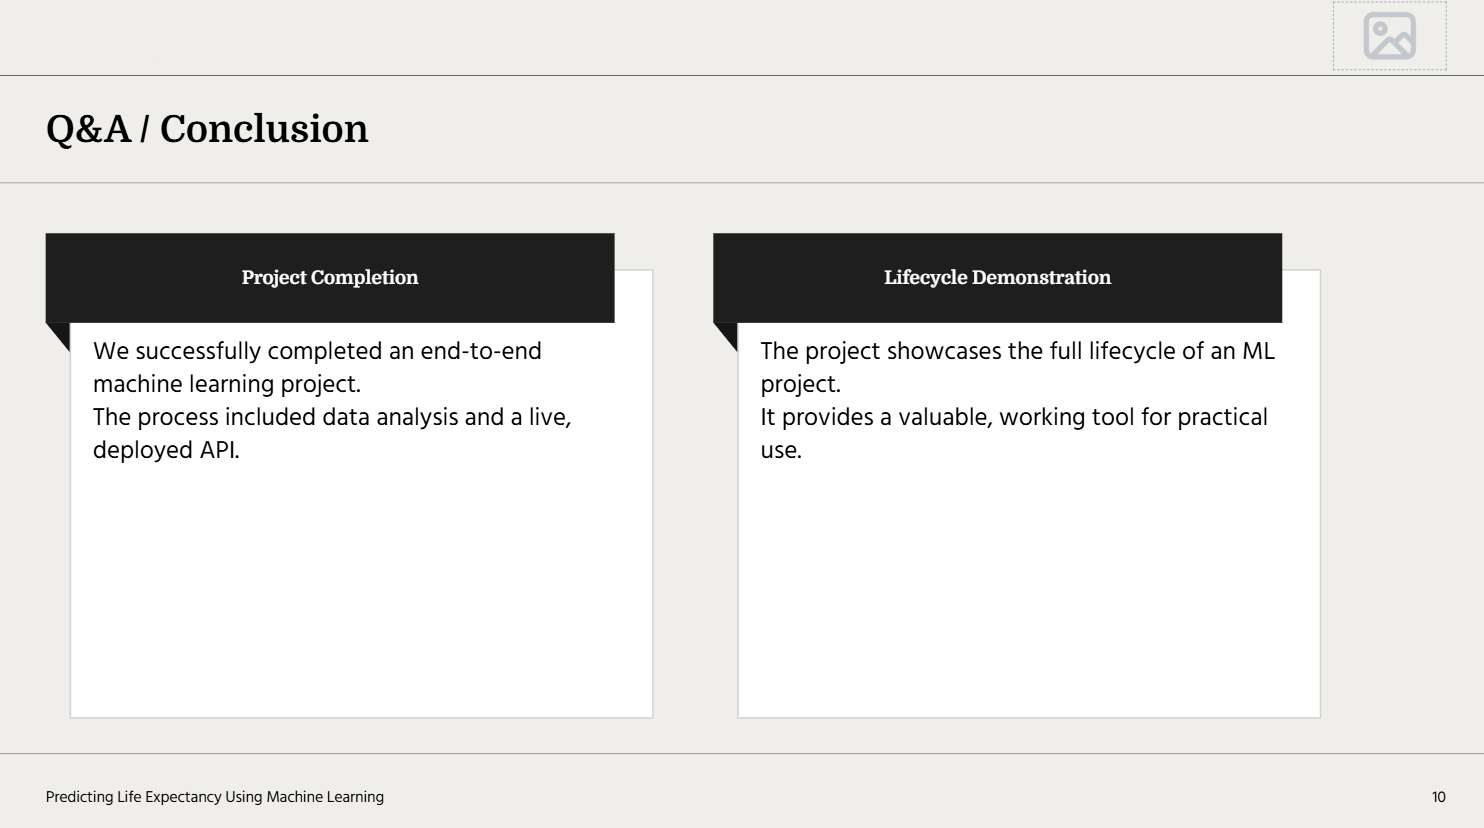 Q&A / Conclusion
Project Completion
We successfully completed an end-to-end
machine learning project.
The process included data analysis and a live,
deployed API.
Lifecycle Demonstration
The project showcases the full lifecycle of an ML
project.
It provides a valuable, working tool for practical
use.
Predicting Life Expectancy Using Machine Learning
10